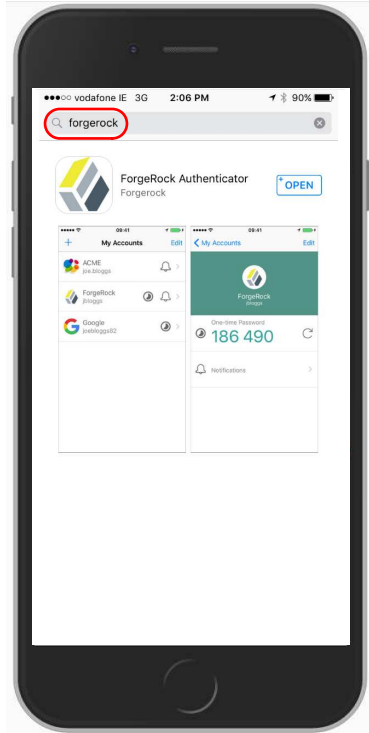 vodafone IE 3G 2:06 PM 90%
forgerock
ForgeRock Authenticator
Forgerock
+ OPEN
09:41
+ My Accounts Edit
ACME
joe.bloggs
ForgeRock
jbloggs
Google
joebloggs82
09:41
My Accounts Edit
ForgeRock
jbloggs
One-time Password
186 490
Notifications